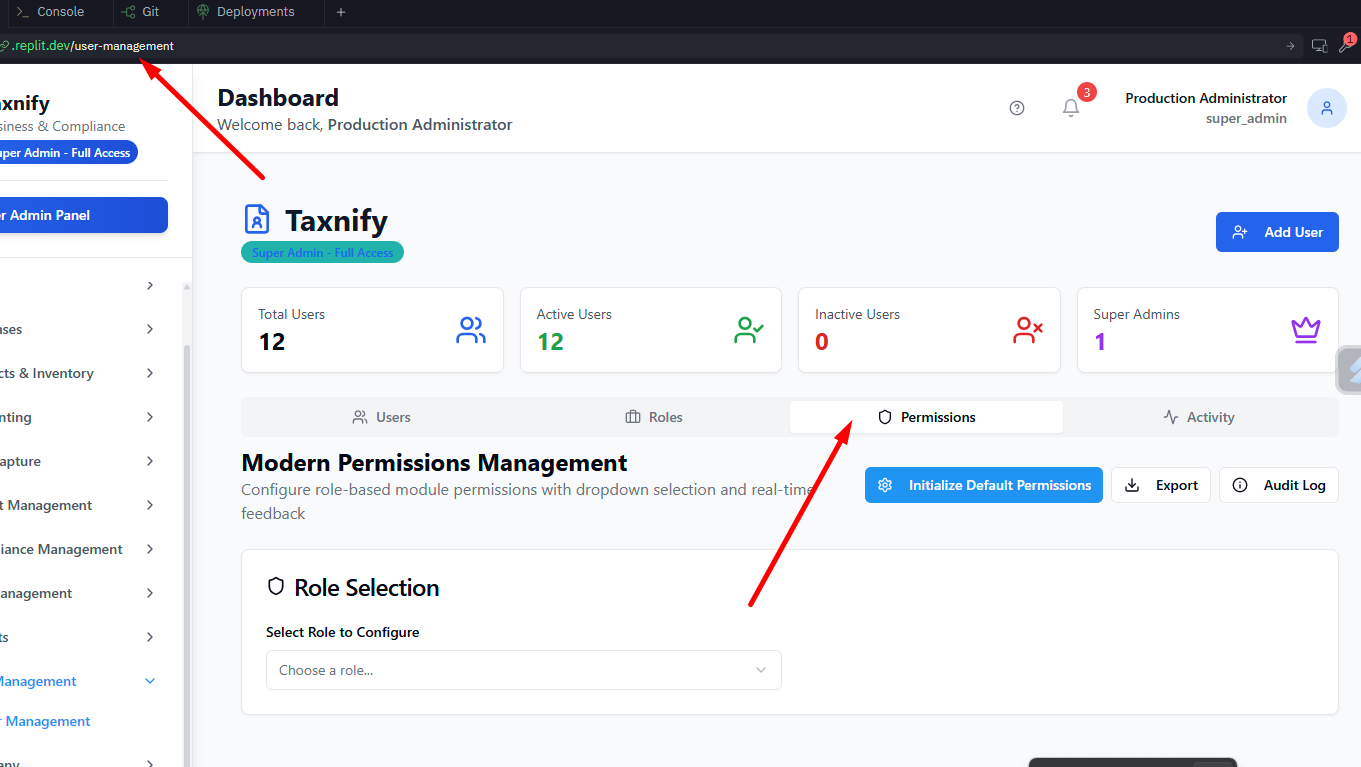 Console
Git
Deployments
.replit.dev/user-management
1
xnify
siness & Compliance
uper Admin - Full Access
r Admin Panel
ses
cts & Inventory
nting
apture
t Management
iance Management
anagement
ts
Management
r Management
any
Dashboard
Welcome back, Production Administrator
3
Production Administrator
super_admin
Taxnify
Super Admin - Full Access
Add User
Total Users
12
Active Users
12
Inactive Users
0
Super Admins
1
Users
Roles
Permissions
Activity
Modern Permissions Management
Configure role-based module permissions with dropdown selection and real-time
feedback
Initialize Default Permissions
Export
Audit Log
Role Selection
Select Role to Configure
Choose a role...